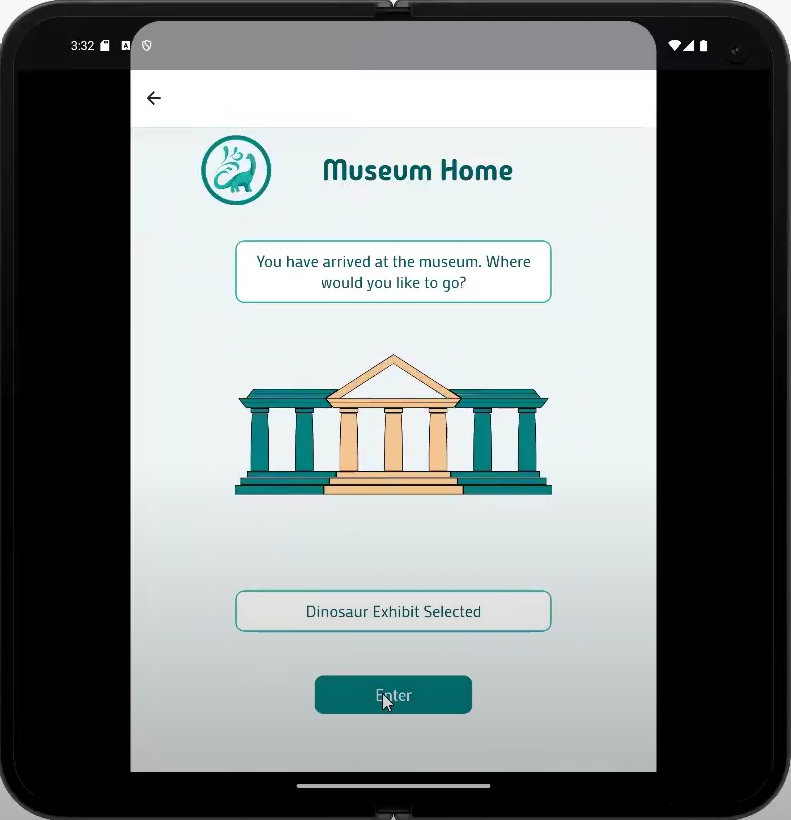 3:32
A
Museum Home
You have arrived at the museum. Where
would you like to go?
Dinosaur Exhibit Selected
Enter